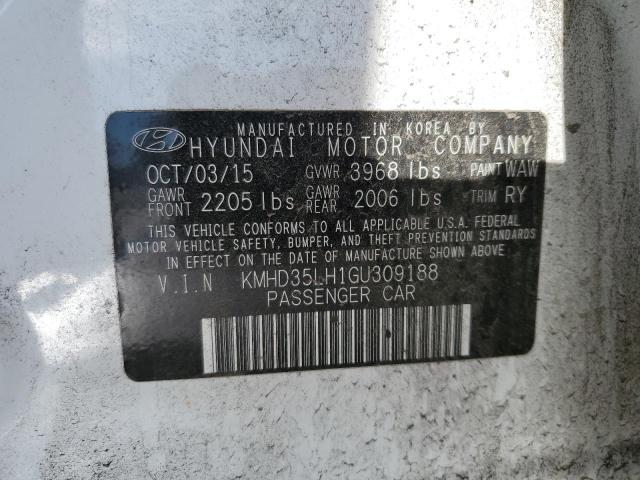 MANUFACTURED IN KOREA BY
HYUNDAI MOTOR COMPANY
OCT/03/15 GVWR 3968 lbs PAINT WAW
GAWR FRONT 2205 lbs GAWR REAR 2006 lbs TRIM RY
THIS VEHICLE CONFORMS TO ALL APPLICABLE U.S.A. FEDERAL
MOTOR VEHICLE SAFETY, BUMPER, AND THEFT PREVENTION STANDARDS
IN EFFECT ON THE DATE OF MANUFACTURE SHOWN ABOVE
V.I.N KMHD35LH1GU309188
PASSENGER CAR